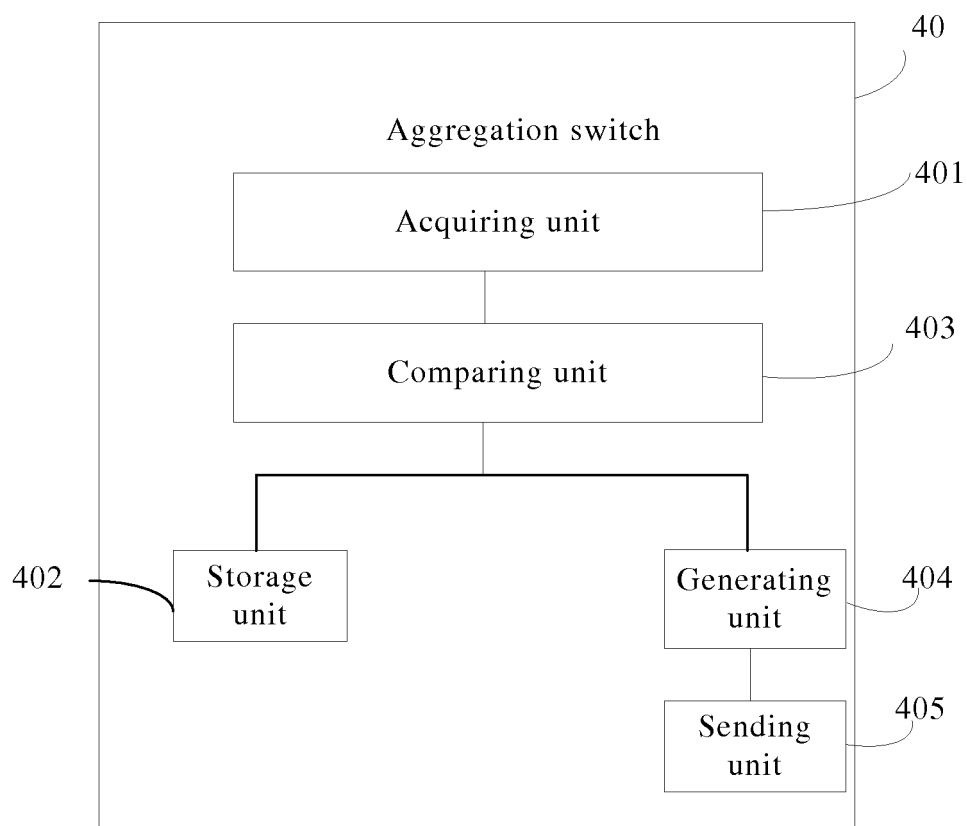 40
Aggregation switch
401
Acquiring unit
403
Comparing unit
402
Storage
unit
Generating
unit
404
405
Sending
unit